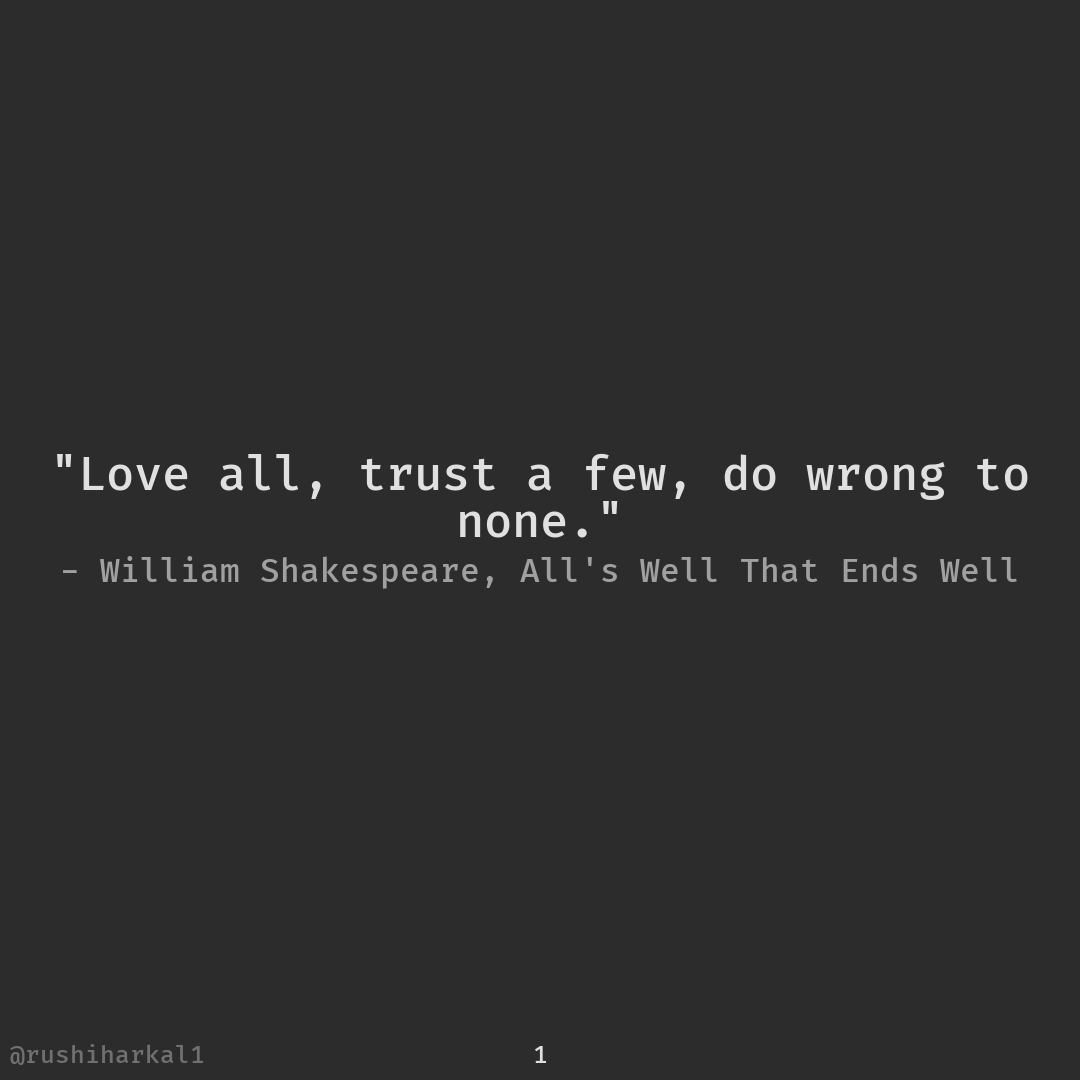 "Love all, trust a few, do wrong to
none."
– William Shakespeare, All's Well That Ends Well
@rushiharkal1
1